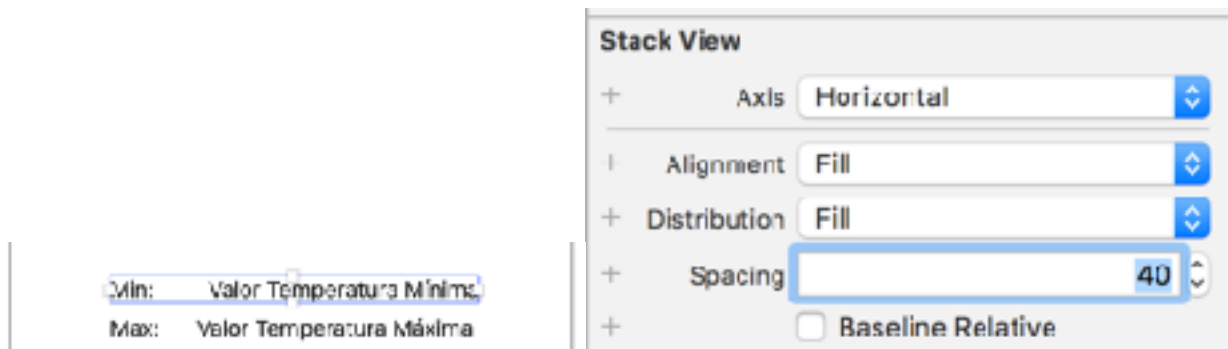 Min: Valor Temperatura Mínima
Max: Valor Temperatura Máxima
Stack View
Axis Horizontal
Alignment Fill
Distribution Fill
Spacing 40
Baseline Relative